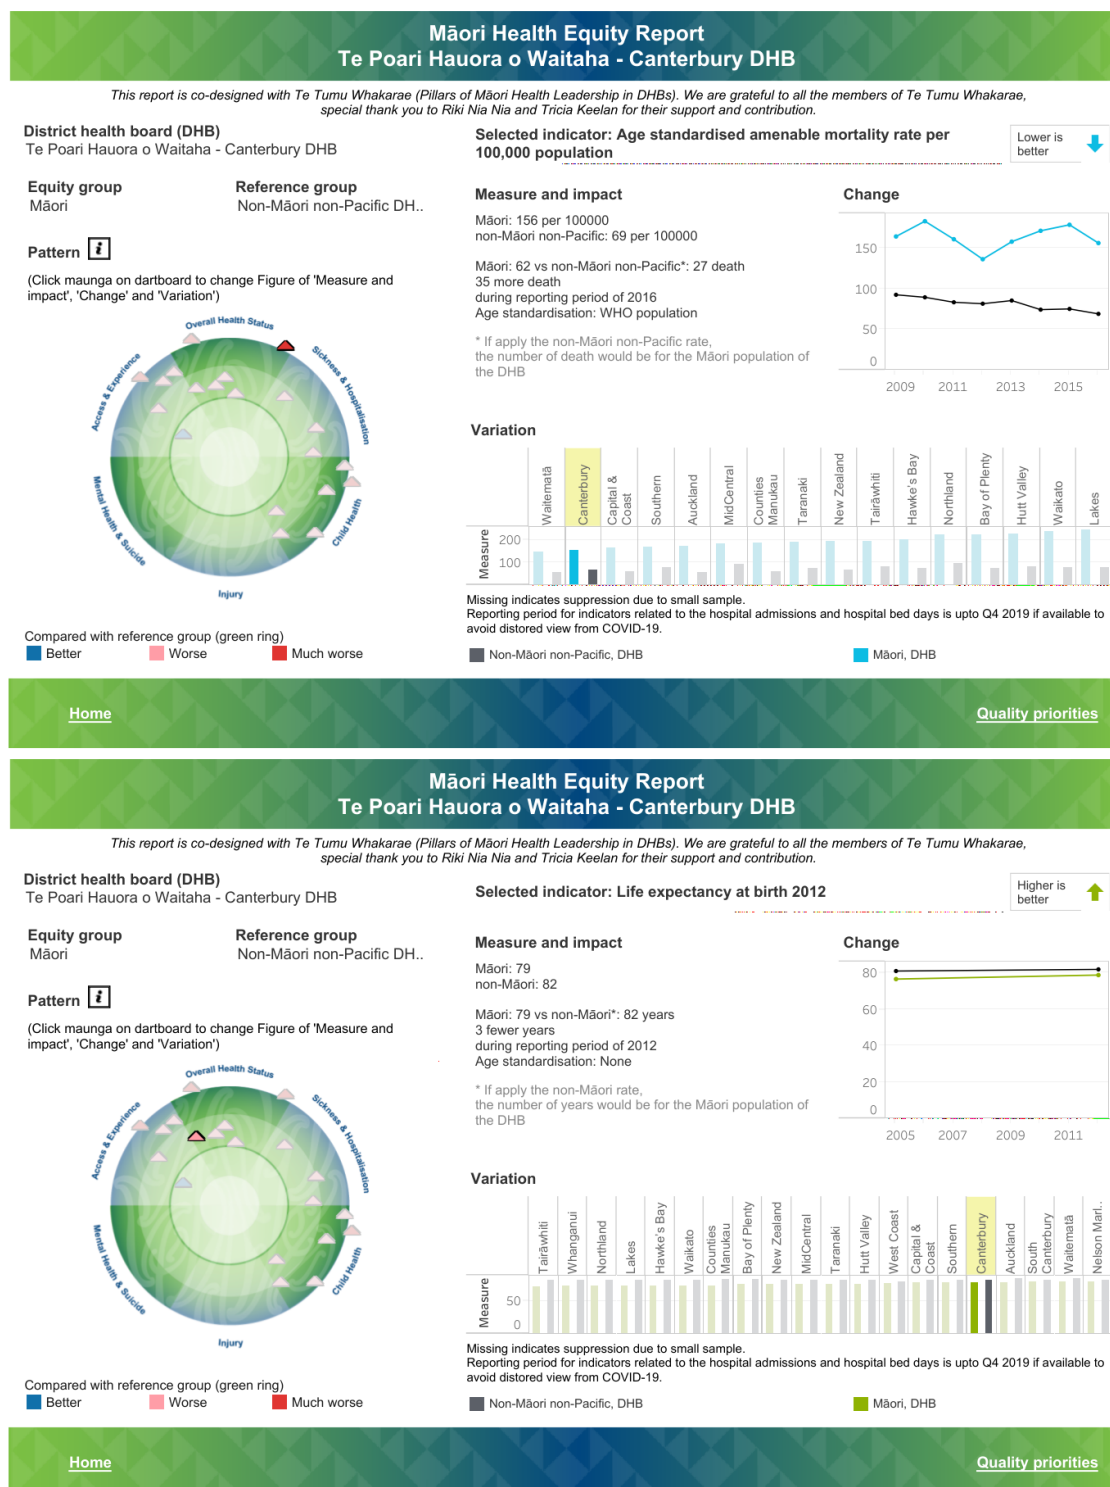 Māori Health Equity Report
Te Poari Hauora o Waitaha - Canterbury DHB
This report is co-designed with Te Tumu Whakarae (Pillars of Māori Health Leadership in DHBs). We are grateful to all the members of Te Tumu Whakarae,
special thank you to Riki Nia Nia and Tricia Keelan for their support and contribution.
District health board (DHB)
Te Poari Hauora o Waitaha - Canterbury DHB
Equity group
Māori
Reference group
Non-Māori non-Pacific DH..
Pattern i
(Click maunga on dartboard to change Figure of 'Measure and
impact', 'Change' and 'Variation')
Overall Health Status
Sickness & Hospitalisation
Child Health
Injury
Mental Health & Suicide
Access & Experience
Compared with reference group (green ring)
Better
Worse
Much worse
Selected indicator: Age standardised amenable mortality rate per
100,000 population
Lower is
better
Measure and impact
Māori: 156 per 100000
non-Māori non-Pacific: 69 per 100000
Māori: 62 vs non-Māori non-Pacific*: 27 death
35 more death
during reporting period of 2016
Age standardisation: WHO population
* If apply the non-Māori non-Pacific rate,
the number of death would be for the Māori population of
the DHB
Change
150
100
50
0
2009 2011 2013 2015
Variation
Waitematā
Canterbury
Capital &
Coast
Southern
Auckland
MidCentral
Counties
Manukau
Taranaki
New Zealand
Tairāwhiti
Hawke's Bay
Northland
Bay of Plenty
Hutt Valley
Waikato
Lakes
Measure
200
100
Missing indicates suppression due to small sample.
Reporting period for indicators related to the hospital admissions and hospital bed days is upto Q4 2019 if available to
avoid distored view from COVID-19.
Non-Māori non-Pacific, DHB
Māori, DHB
Home
Quality priorities
Māori Health Equity Report
Te Poari Hauora o Waitaha - Canterbury DHB
This report is co-designed with Te Tumu Whakarae (Pillars of Māori Health Leadership in DHBs). We are grateful to all the members of Te Tumu Whakarae,
special thank you to Riki Nia Nia and Tricia Keelan for their support and contribution.
District health board (DHB)
Te Poari Hauora o Waitaha - Canterbury DHB
Equity group
Māori
Reference group
Non-Māori non-Pacific DH..
Pattern i
(Click maunga on dartboard to change Figure of 'Measure and
impact', 'Change' and 'Variation')
Overall Health Status
Sickness & Hospitalisation
Child Health
Injury
Mental Health & Suicide
Access & Experience
Compared with reference group (green ring)
Better
Worse
Much worse
Selected indicator: Life expectancy at birth 2012
Higher is
better
Measure and impact
Māori: 79
non-Māori: 82
Māori: 79 vs non-Māori*: 82 years
3 fewer years
during reporting period of 2012
Age standardisation: None
* If apply the non-Māori rate,
the number of years would be for the Māori population of
the DHB
Change
80
60
40
20
0
2005 2007 2009 2011
Variation
Tairāwhiti
Whanganui
Northland
Lakes
Hawke's Bay
Waikato
Counties
Manukau
Bay of Plenty
New Zealand
MidCentral
Taranaki
Hutt Valley
West Coast
Capital &
Coast
Southern
Canterbury
Auckland
South
Canterbury
Waitematā
Nelson Marl..
Measure
50
0
Missing indicates suppression due to small sample.
Reporting period for indicators related to the hospital admissions and hospital bed days is upto Q4 2019 if available to
avoid distored view from COVID-19.
Non-Māori non-Pacific, DHB
Māori, DHB
Home
Quality priorities